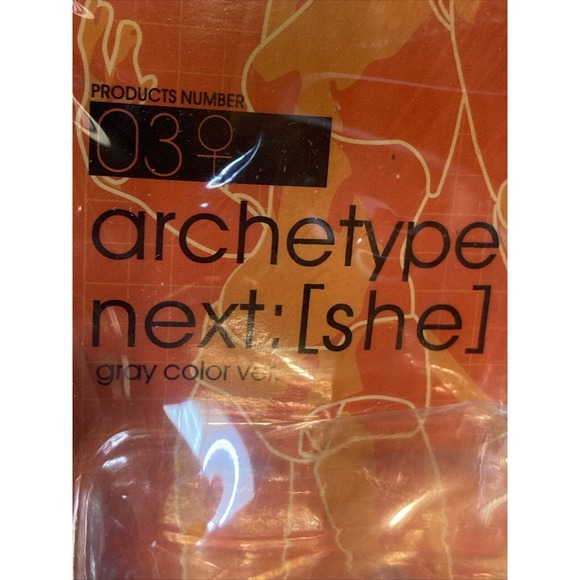 PRODUCTS NUMBER
03♀
archetype
next:[she]
gray color ver.